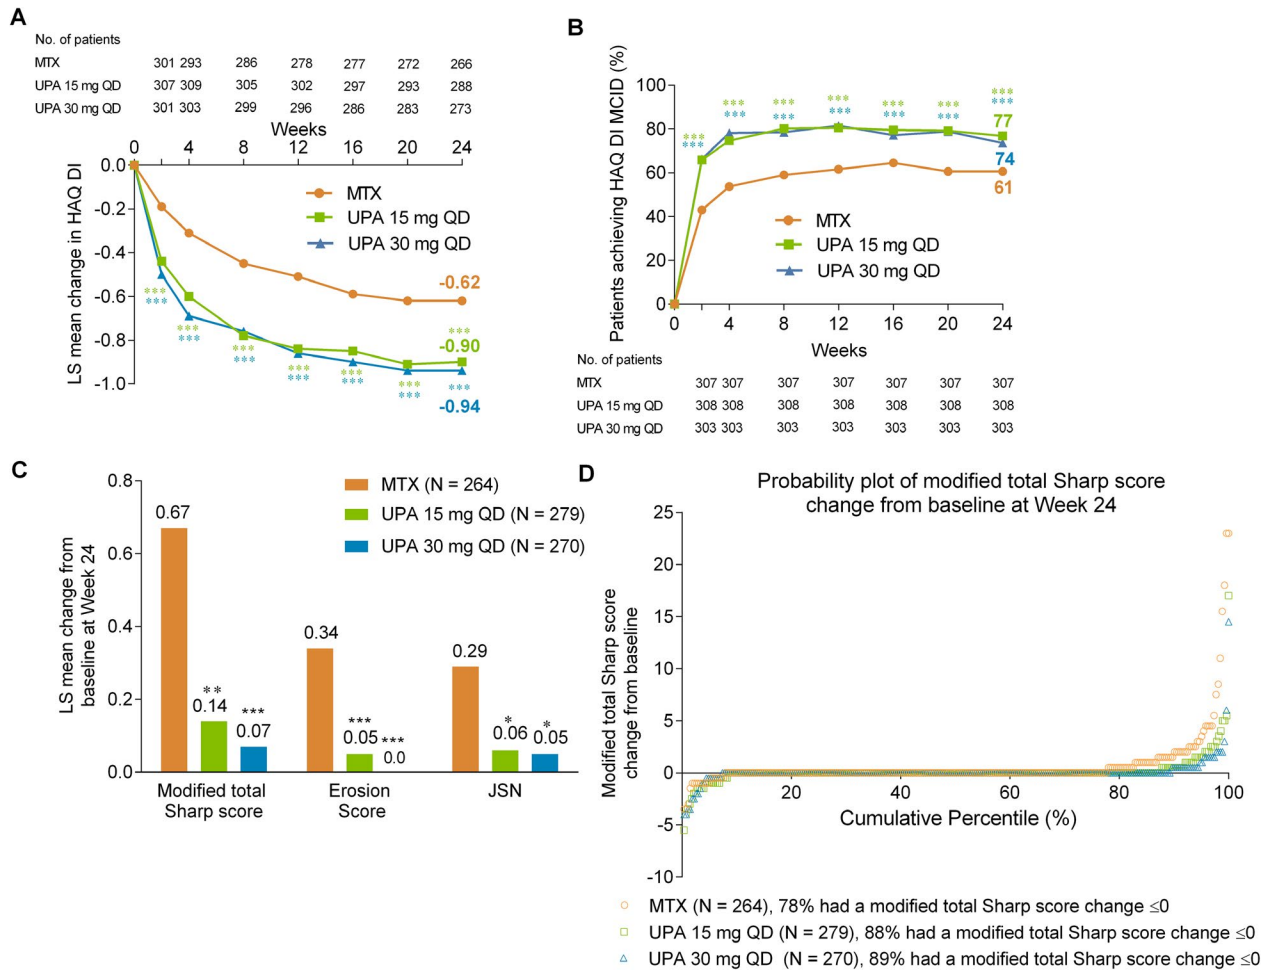 A
No. of patients
MTX 301 293 286 278 277 272 266
UPA 15 mg QD 307 309 305 302 297 293 288
UPA 30 mg QD 301 303 299 296 286 283 273
Weeks
0 4 8 12 16 20 24
LS mean change in HAQ DI
0.0
-0.2
-0.4
-0.6
-0.8
-1.0
MTX
UPA 15 mg QD
UPA 30 mg QD
-0.62
***
-0.90
***
-0.94
*** *** *** *** *** ***
*** *** *** *** *** ***
B
Patients achieving HAQ DI MCID (%)
100
80
60
40
20
0
*** *** *** *** *** *** ***
*** *** *** *** *** *** ***
77
74
61
MTX
UPA 15 mg QD
UPA 30 mg QD
0 4 8 12 16 20 24
Weeks
No. of patients
MTX 307 307 307 307 307 307 307
UPA 15 mg QD 308 308 308 308 308 308 308
UPA 30 mg QD 303 303 303 303 303 303 303
C
LS mean change from
baseline at Week 24
0.8
0.6
0.4
0.2
0.0
MTX (N = 264)
UPA 15 mg QD (N = 279)
UPA 30 mg QD (N = 270)
0.67
**
0.14
***
0.07
0.34
***
0.05
***
0.0
0.29
*
0.06
*
0.05
Modified total
Sharp score
Erosion
Score
JSN
D
Probability plot of modified total Sharp score
change from baseline at Week 24
Modified total Sharp score
change from baseline
25
20
15
10
5
0
-5
-10
20 40 60 80 100
Cumulative Percentile (%)
MTX (N = 264), 78% had a modified total Sharp score change ≤0
UPA 15 mg QD (N = 279), 88% had a modified total Sharp score change ≤0
UPA 30 mg QD (N = 270), 89% had a modified total Sharp score change ≤0